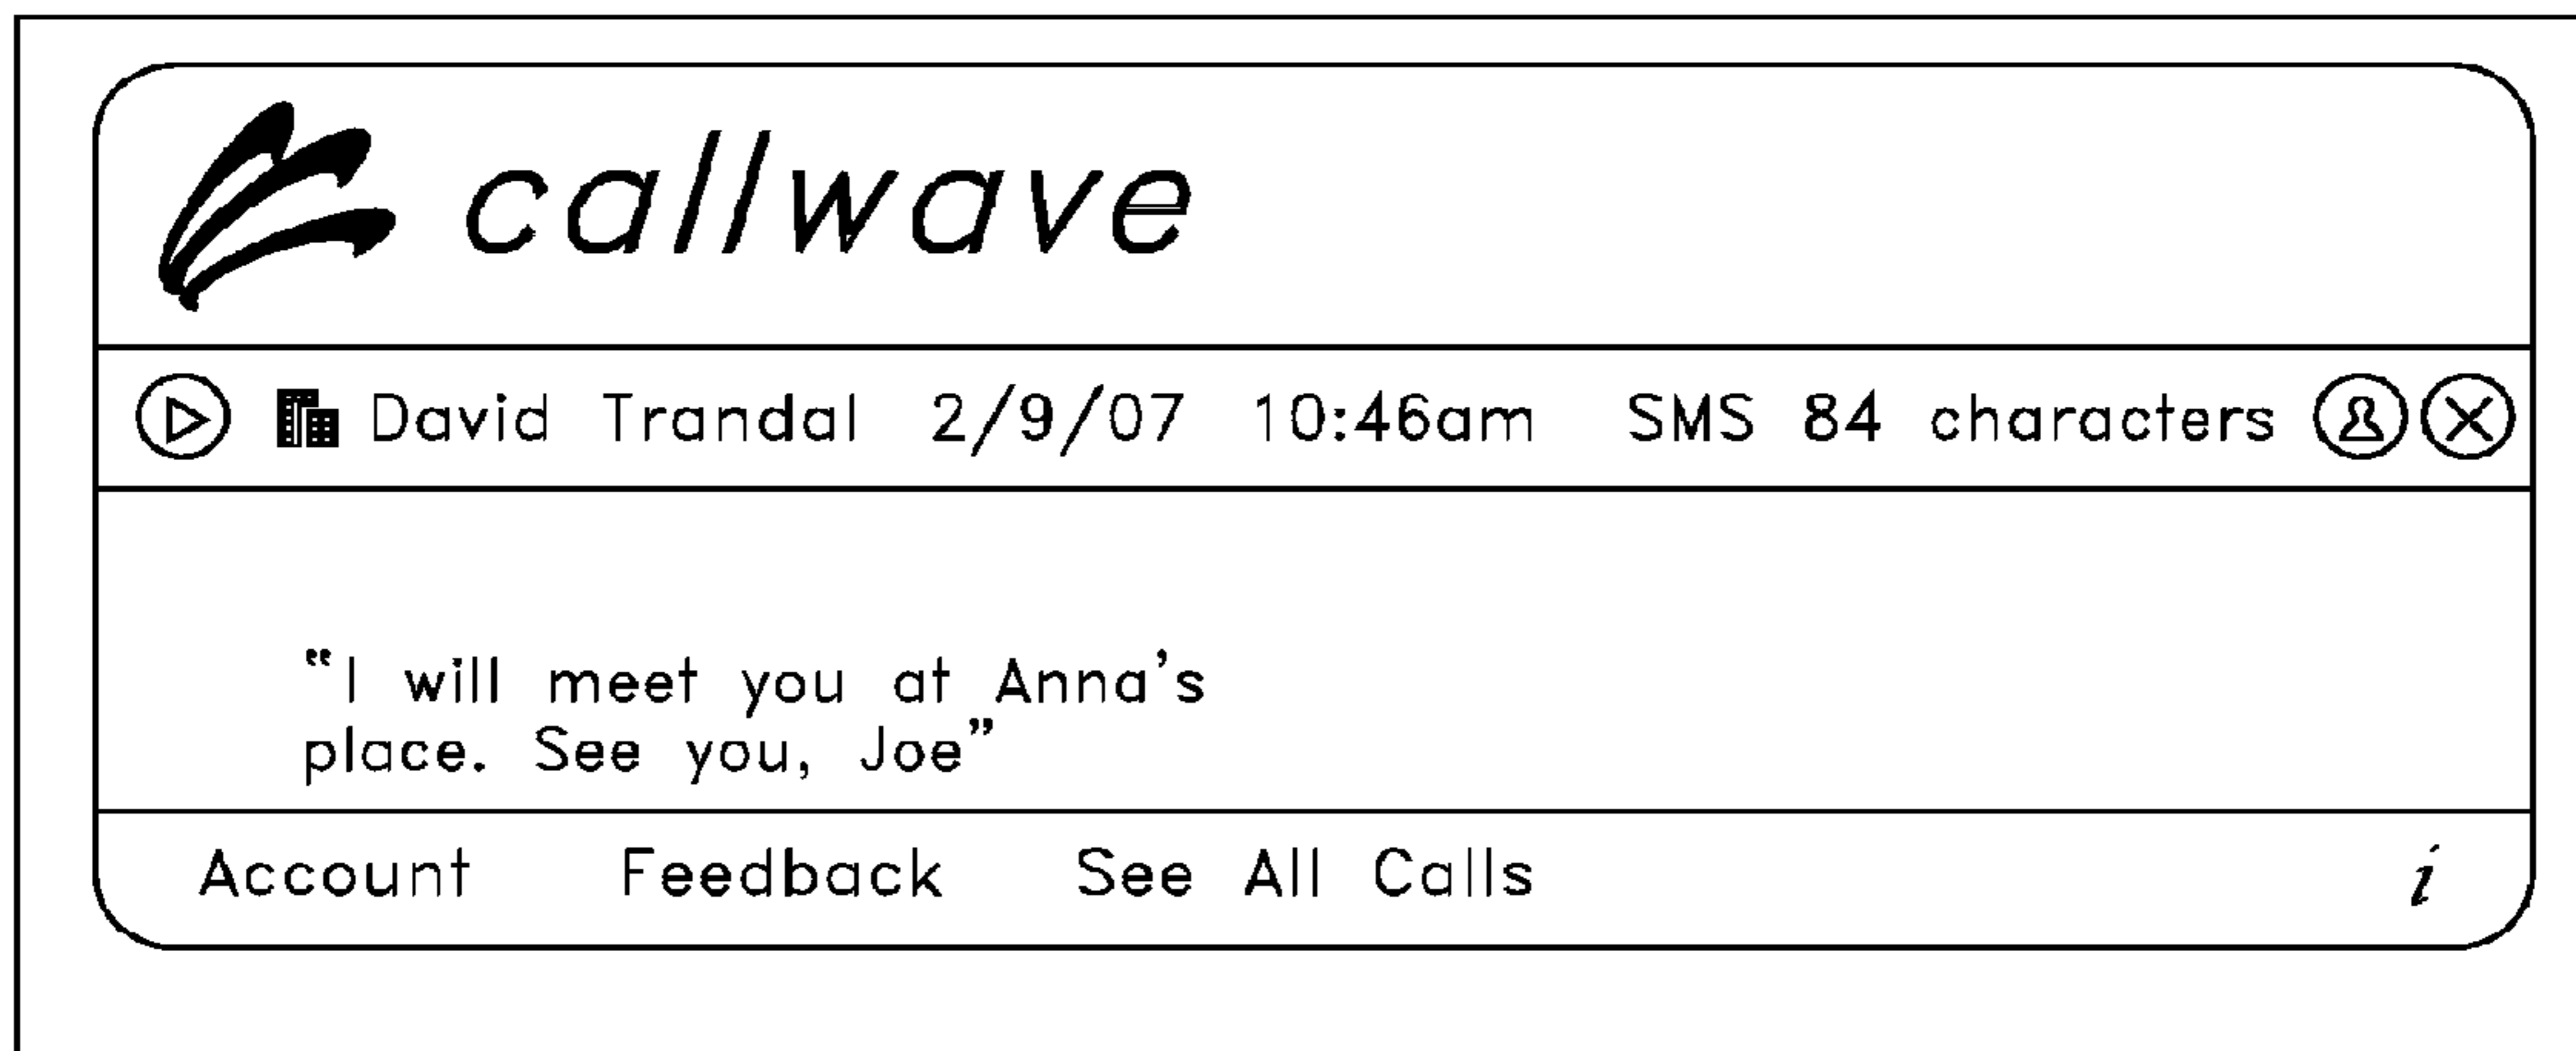 callwave
David Trandal 2/9/07 10:46am SMS 84 characters
“I will meet you at Anna’s
place. See you, Joe”
Account Feedback See All Calls i